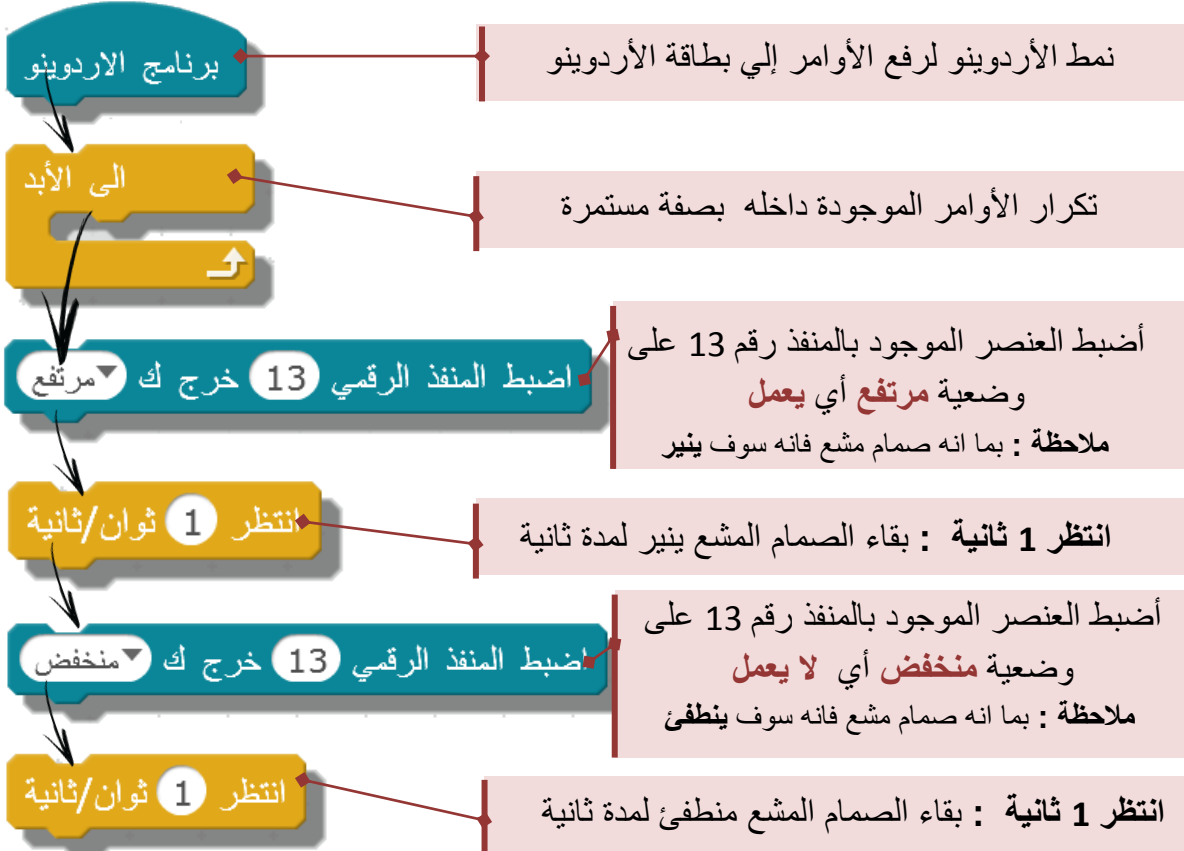 برنامج الاردوينو
نمط الأردوينو لرفع الأوامر إلي بطاقة الأردوينو
الى الأبد
تكرار الأوامر الموجودة داخله بصفة مستمرة
اضبط المنفذ الرقمي 13 خرج ك مرتفع
أضبط العنصر الموجود بالمنفذ رقم 13 على
وضعية مرتفع أي يعمل
ملاحظة : بما انه صمام مشع فانه سوف ينير
انتظر 1 ثوان/ثانية
انتظر 1 ثانية : بقاء الصمام المشع ينير لمدة ثانية
اضبط المنفذ الرقمي 13 خرج ك منخفض
أضبط العنصر الموجود بالمنفذ رقم 13 على
وضعية منخفض أي لا يعمل
ملاحظة : بما انه صمام مشع فانه سوف ينطفئ
انتظر 1 ثوان/ثانية
انتظر 1 ثانية : بقاء الصمام المشع منطفئ لمدة ثانية